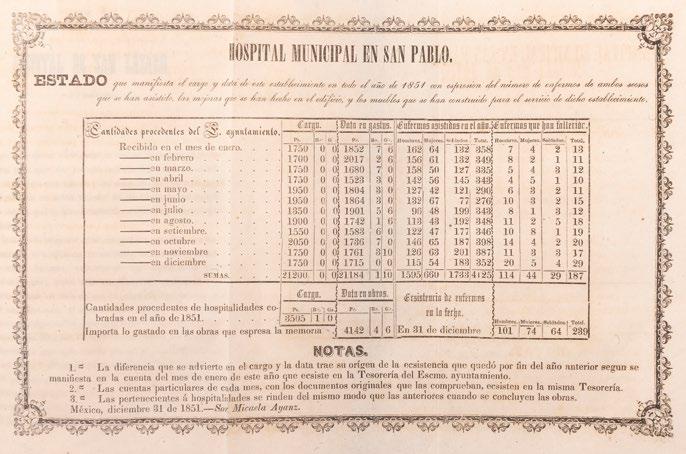 HOSPITAL MUNICIPAL EN SAN PABLO.
ESTADO que manifiesta el cargo y data de este establecimiento en todo el año de 1851 con espresion del número de enfermos de ambos secsos
que se han asistido, las mejoras que se han hecho en el edificio, y los muebles que se han construido para el servicio de dicho establecimiento.
Cantidades procedentes del E. ayuntamiento. Cargo. Data en gastos. Enfermos asistidos en el año. Enfermos que han fallecido.
Ps. Rs. Gs. Ps. Rs. Gs. Hombres, Mujeres, Soldados, Total, Hombres, Mujeres, Soldados, Total,
Recibido en el mes de enero. 1750 0 0 1852 7 6 162 64 132 358 7 4 2 13
en febrero 1700 0 0 2017 2 6 156 61 132 349 8 2 1 11
en marzo. 1750 0 0 1680 7 0 158 50 127 335 5 4 3 12
en abril 1750 0 0 1523 3 0 142 56 145 343 4 5 1 10
en mayo 1950 0 0 1804 3 0 127 42 121 290 6 3 2 11
en junio 1950 0 0 1864 3 0 132 67 77 276 10 3 2 15
en julio 1350 0 0 1901 5 6 96 48 199 343 8 1 3 12
en agosto. 1900 0 0 1742 1 6 113 43 192 348 11 2 5 18
en setiembre. 1550 0 0 1583 6 0 122 47 177 346 10 8 1 19
en octubre 2050 0 0 1736 7 0 146 65 187 398 14 4 2 20
en noviembre 1750 0 0 1761 3 10 126 63 201 387 11 3 3 17
en diciembre 1750 0 0 1715 0 0 115 54 183 352 20 5 4 29
SUMAS. 21200 0 0 21184 1 10 1595 660 1733 4125 114 44 29 187
Cargo. Data en obras. Ecsistencia de enfermos
en la fecha.
Cantidades procedentes de hospitalidades cobradas
en el año de 1851. 3505 1 0
Hombres, Mujeres, Soldados, Total.
Importa lo gastado en las obras que espresa la memoria 4142 4 6 En 31 de diciembre 101 74 64 239
NOTAS.
1.ª La diferencia que se advierte en el cargo y la data trae su origen de la ecsistencia que quedó por fin del año anterior segun se
manifiesta en la cuenta del mes de enero de este año que ecsiste en la Tesorería del Escmo. ayuntamiento.
2.ª Las cuentas particulares de cada mes, con los documentos originales que las comprueban, ecsisten en la misma Tesorería.
3.ª Las pertenecientes á hospitalidades se rinden del mismo modo que las anteriores cuando se concluyen las obras.
México, diciembre 31 de 1851.—Sor Micaela Ayanz.